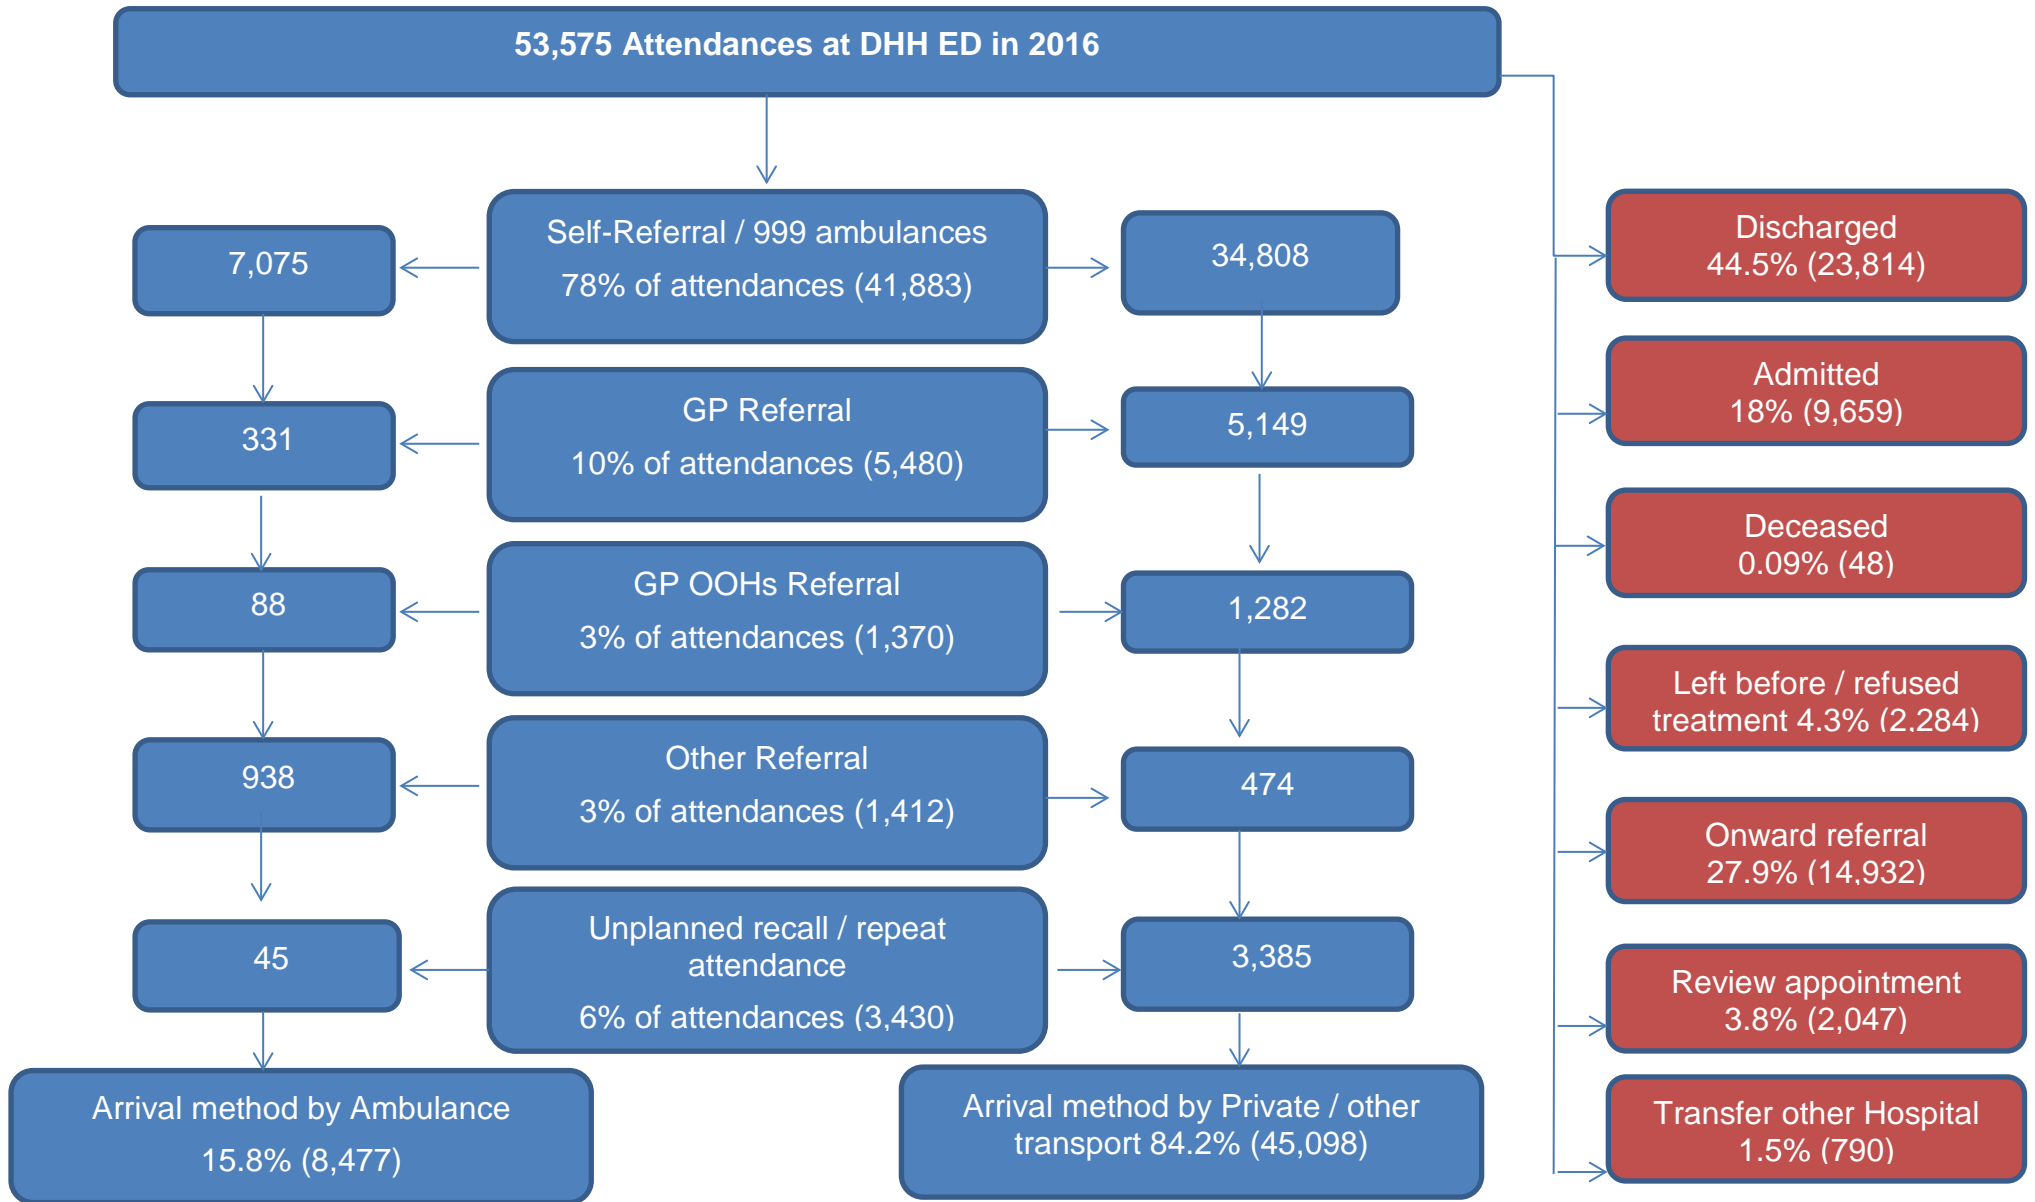 53,575 Attendances at DHH ED in 2016
7,075
Self-Referral / 999 ambulances
78% of attendances (41,883)
34,808
331
GP Referral
10% of attendances (5,480)
5,149
88
GP OOHs Referral
3% of attendances (1,370)
1,282
938
Other Referral
3% of attendances (1,412)
474
45
Unplanned recall / repeat
attendance
6% of attendances (3,430)
3,385
Arrival method by Ambulance
15.8% (8,477)
Arrival method by Private / other
transport 84.2% (45,098)
Discharged
44.5% (23,814)
Admitted
18% (9,659)
Deceased
0.09% (48)
Left before / refused
treatment 4.3% (2,284)
Onward referral
27.9% (14,932)
Review appointment
3.8% (2,047)
Transfer other Hospital
1.5% (790)